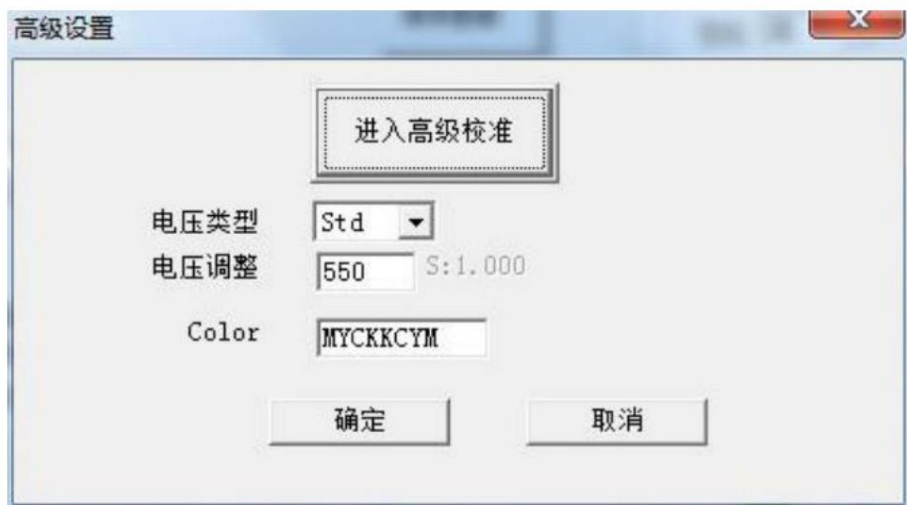 高级设置
进入高级校准
电压类型 Std
电压调整 550 S:1.000
Color MYCKKCYM
确定 取消